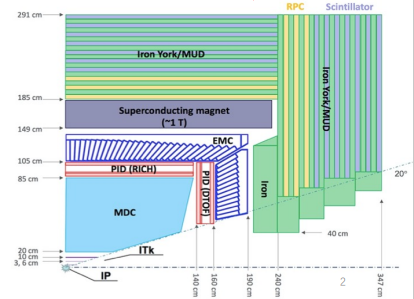 RPC Scintillator
291 cm
Iron York/MUD
Iron York/MUD
185 cm
Superconducting magnet
(~1 T)
149 cm
EMC
105 cm
PID (RICH)
85 cm
PID (DTOF)
20°
MDC
Iron
40 cm
20 cm
10 cm
3, 6 cm
ITk
IP
140 cm
160 cm
190 cm
240 cm
2
347 cm